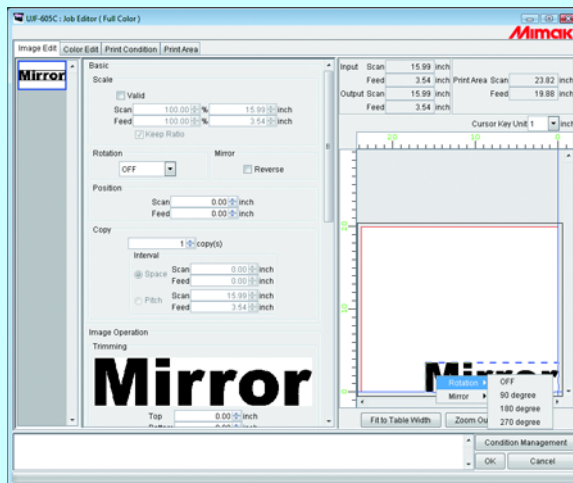 UJF-605C : Job Editor ( Full Color )
Mimaki
Image Edit Color Edit Print Condition Print Area
Mirror
Basic :
Scale
Valid
Scan 100.00 % 15.99 inch
Feed 100.00 % 3.54 inch
Keep Ratio
Rotation Mirror
OFF Reverse
Position
Scan 0.00 inch
Feed 0.00 inch
Copy
1 copy(s)
Interval
Space Scan 0.00 inch
Feed 0.00 inch
Pitch Scan 15.99 inch
Feed 3.54 inch
Image Operation
Trimming
Mirror
Top 0.00 inch
Input Scan 15.99 inch
Feed 3.54 inch Print Area Scan 23.82 inch
Output Scan 15.99 inch Feed 19.88 inch
Feed 3.54 inch
Cursor Key Unit 1 inch
20 10 0
20
10
0
Mirror
Rotation OFF
Mirror 90 degree
180 degree
270 degree
Fit to Table Width Zoom Ou
Condition Management
OK Cancel